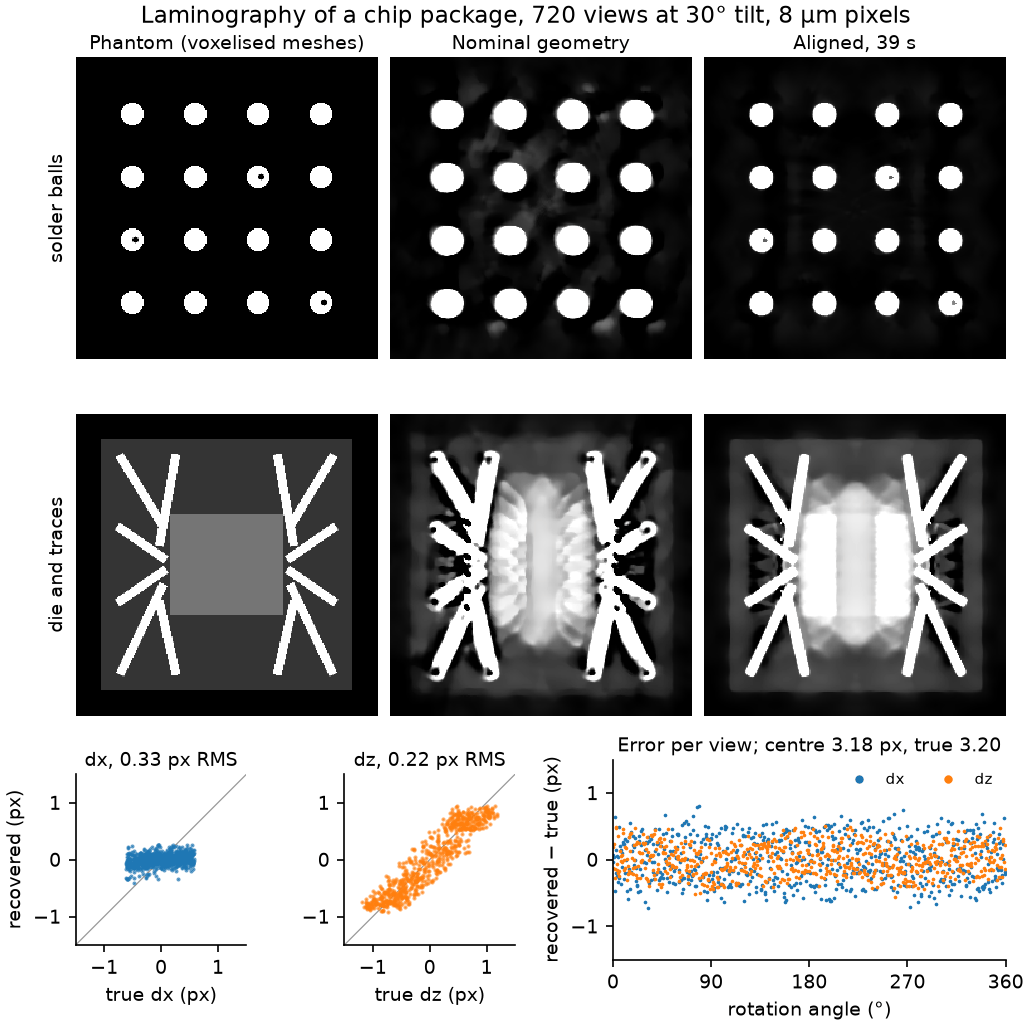 Laminography of a chip package, 720 views at 30° tilt, 8 µm pixels
Phantom (voxelised meshes)
Nominal geometry
Aligned, 39 s
solder balls
die and traces
dx, 0.33 px RMS
recovered (px)
1
0
−1
−1 0 1
true dx (px)
dz, 0.22 px RMS
1
0
−1
−1 0 1
true dz (px)
Error per view; centre 3.18 px, true 3.20
recovered − true (px)
dx dz
1
0
−1
0 90 180 270 360
rotation angle (°)